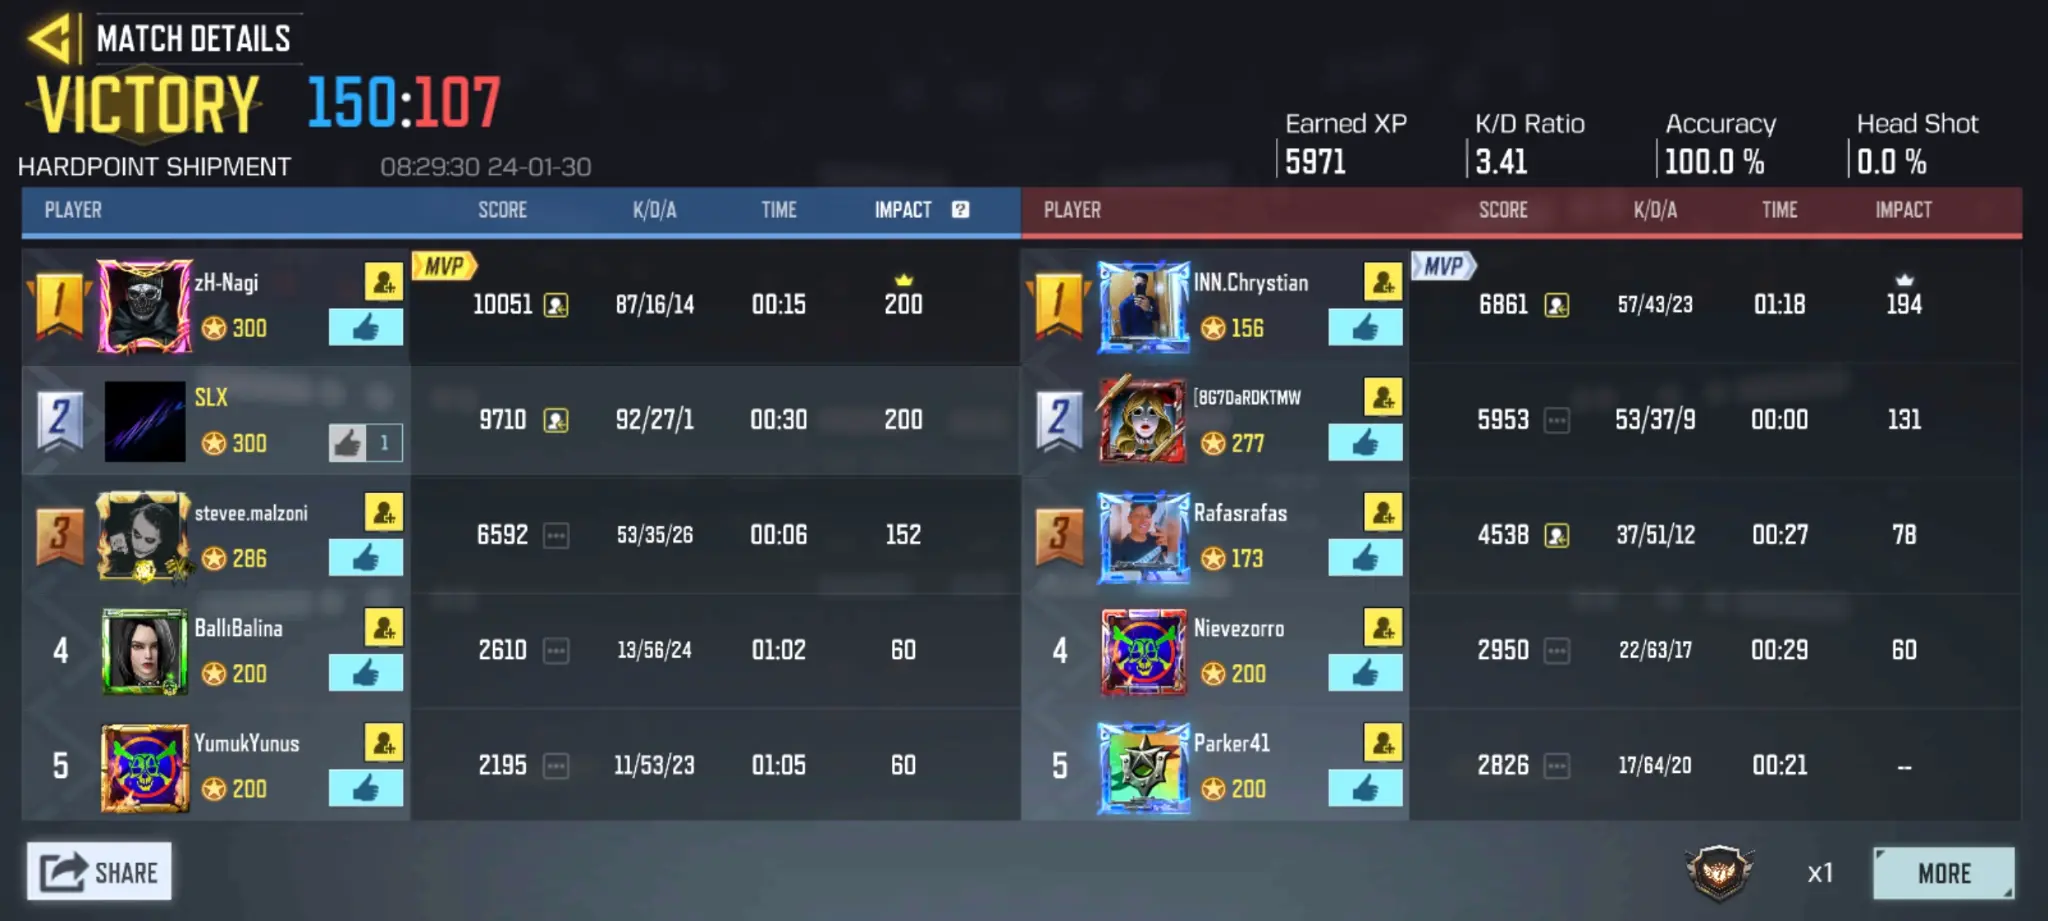 MATCH DETAILS
VICTORY 150:107
HARDPOINT SHIPMENT 08:29:30 24-01-30
Earned XP K/D Ratio Accuracy Head Shot
5971 3.41 100.0 % 0.0 %
PLAYER SCORE K/D/A TIME IMPACT ?
1 zH-Nagi 300 MVP 10051 87/16/14 00:15 200
2 SLX 300 1 9710 92/27/1 00:30 200
3 stevee.malzoni 286 6592 53/35/26 00:06 152
4 BallıBalina 200 2610 13/56/24 01:02 60
5 YumukYunus 200 2195 11/53/23 01:05 60
PLAYER SCORE K/D/A TIME IMPACT
1 INN.Chrystian 156 MVP 6861 57/43/23 01:18 194
2 [8G7DaRDKTMW 277 5953 53/37/9 00:00 131
3 Rafasrafas 173 4538 37/51/12 00:27 78
4 Nievezorro 200 2950 22/63/17 00:29 60
5 Parker41 200 2826 17/64/20 00:21 --
SHARE
x1
MORE